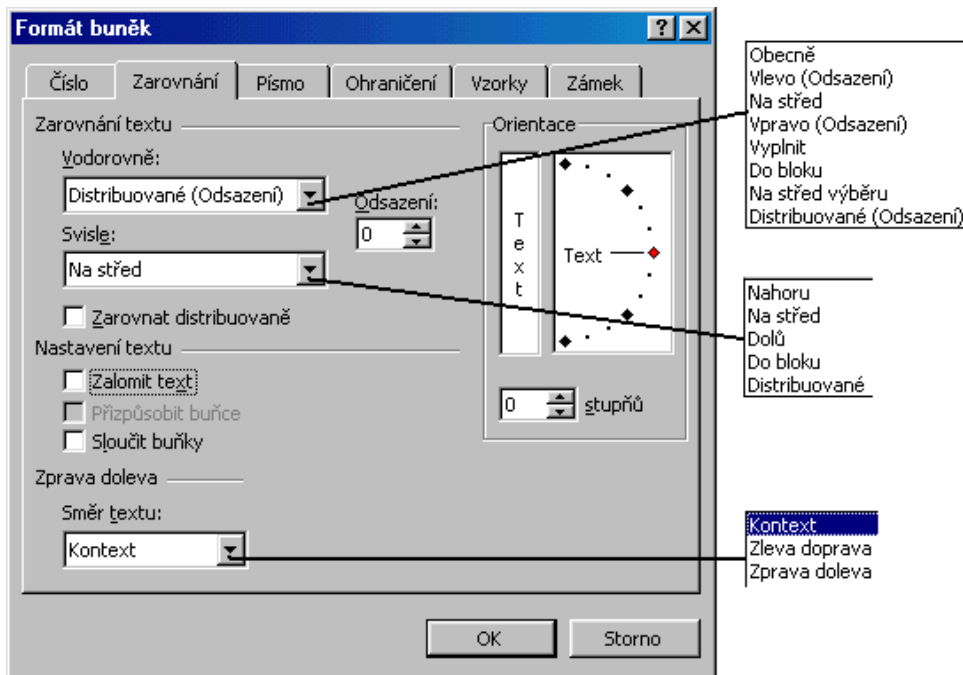 Formát buněk
Číslo Zarovnání Písmo Ohraničení Vzorky Zámek
Zarovnání textu
Vodorovně:
Distribuované (Odsazení)
Odsazení:
0
Svisle:
Na střed
Zarovnat distribuovaně
Nastavení textu
Zalomit text
Přizpůsobit buňce
Sloučit buňky
Zprava doleva
Směr textu:
Kontext
Orientace
Text
Text
0 stupňů
OK Storno
Obecně
Vlevo (Odsazení)
Na střed
Vpravo (Odsazení)
Vyplnit
Do bloku
Na střed výběru
Distribuované (Odsazení)
Nahoru
Na střed
Dolů
Do bloku
Distribuované
Kontext
Zleva doprava
Zprava doleva